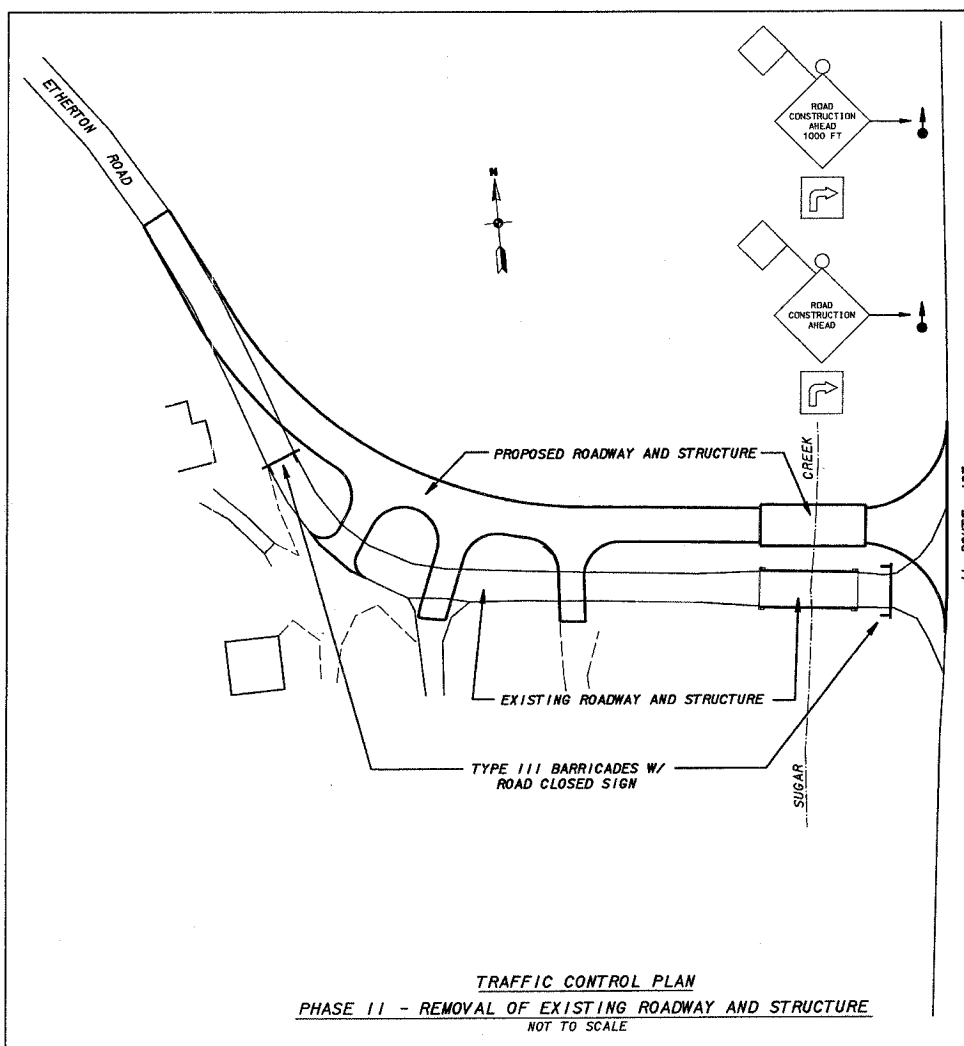 ETHERTON ROAD
N
ROAD
CONSTRUCTION
AHEAD
1000 FT
ROAD
CONSTRUCTION
AHEAD
PROPOSED ROADWAY AND STRUCTURE
CREEK
EXISTING ROADWAY AND STRUCTURE
TYPE III BARRICADES W/
ROAD CLOSED SIGN
SUGAR
TRAFFIC CONTROL PLAN
PHASE II - REMOVAL OF EXISTING ROADWAY AND STRUCTURE
NOT TO SCALE